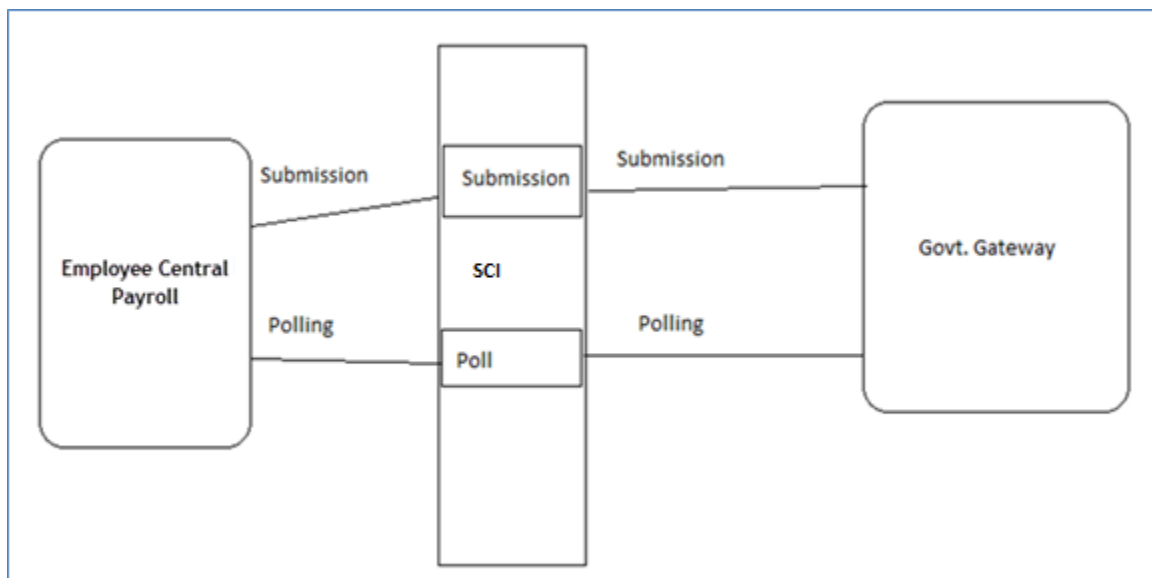 Employee Central
Payroll
Submission
Polling
Submission
SCI
Poll
Submission
Polling
Govt. Gateway